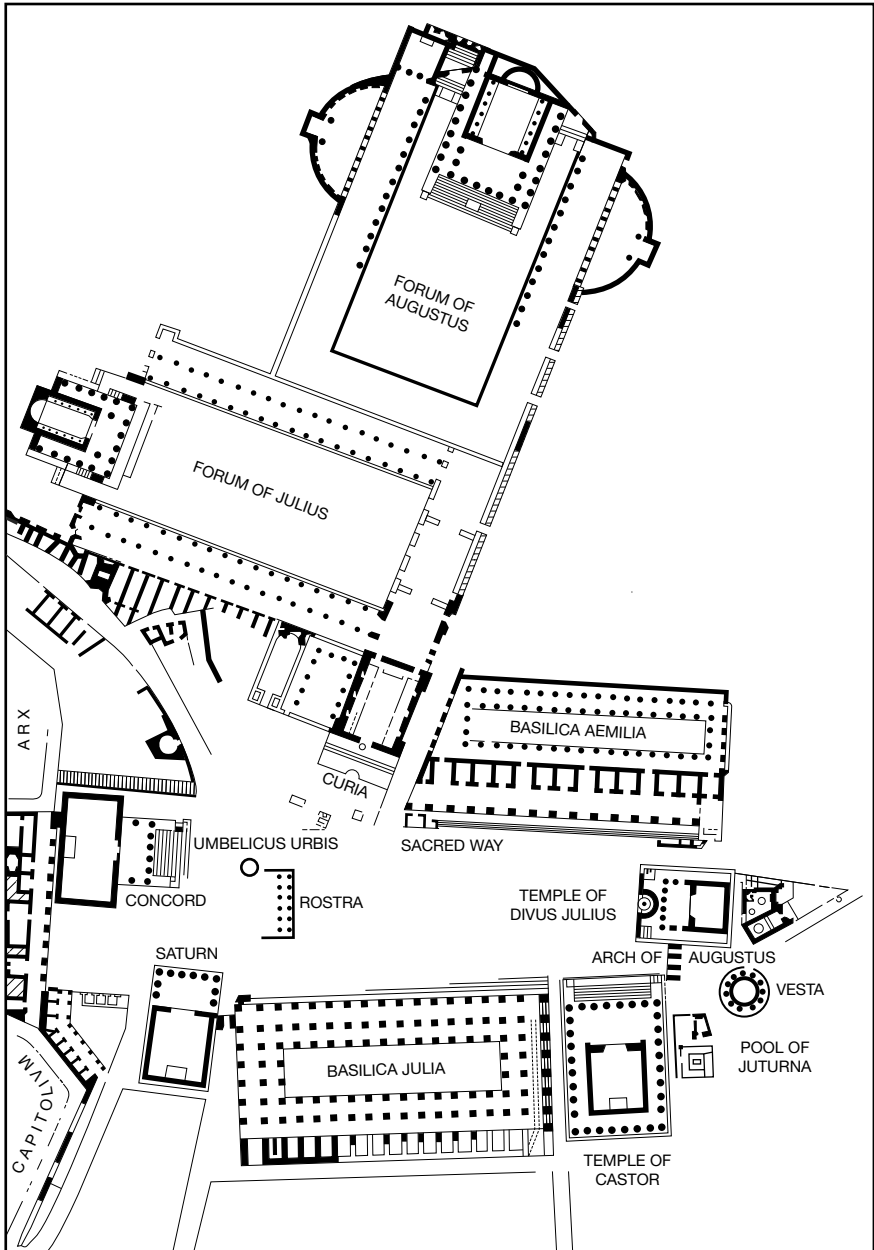 FORUM OF
AUGUSTUS
FORUM OF JULIUS
ARX
BASILICA AEMILIA
CURIA
UMBELICUS URBIS
SACRED WAY
CONCORD
ROSTRA
TEMPLE OF
DIVUS JULIUS
SATURN
ARCH OF AUGUSTUS
VESTA
BASILICA JULIA
POOL OF
JUTURNA
CAPITOLIVM
TEMPLE OF
CASTOR